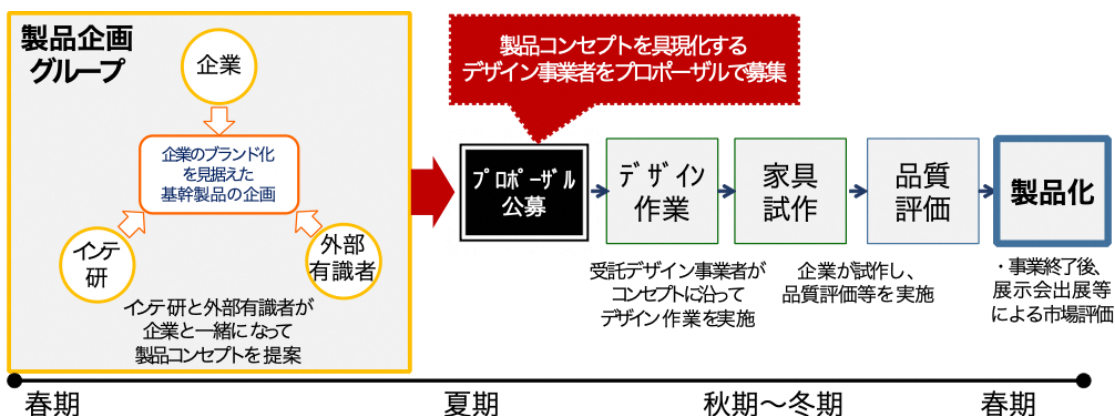 製品企画
グループ
企業
企業のブランド化
を見据えた
基幹製品の企画
インテ
研
外部
有識者
インテ研と外部有識者が
企業と一緒になって
製品コンセプトを提案
製品コンセプトを具現化する
デザイン事業者をプロポーザルで募集
ﾌﾟﾛﾎﾟｰｻﾞﾙ
公募
ﾃﾞｻﾞｲﾝ
作業
家具
試作
品質
評価
製品化
受託デザイン事業者が
コンセプトに沿って
デザイン作業を実施
企業が試作し、
品質評価等を実施
・事業終了後、
展示会出展等
による市場評価
春期
夏期
秋期～冬期
春期